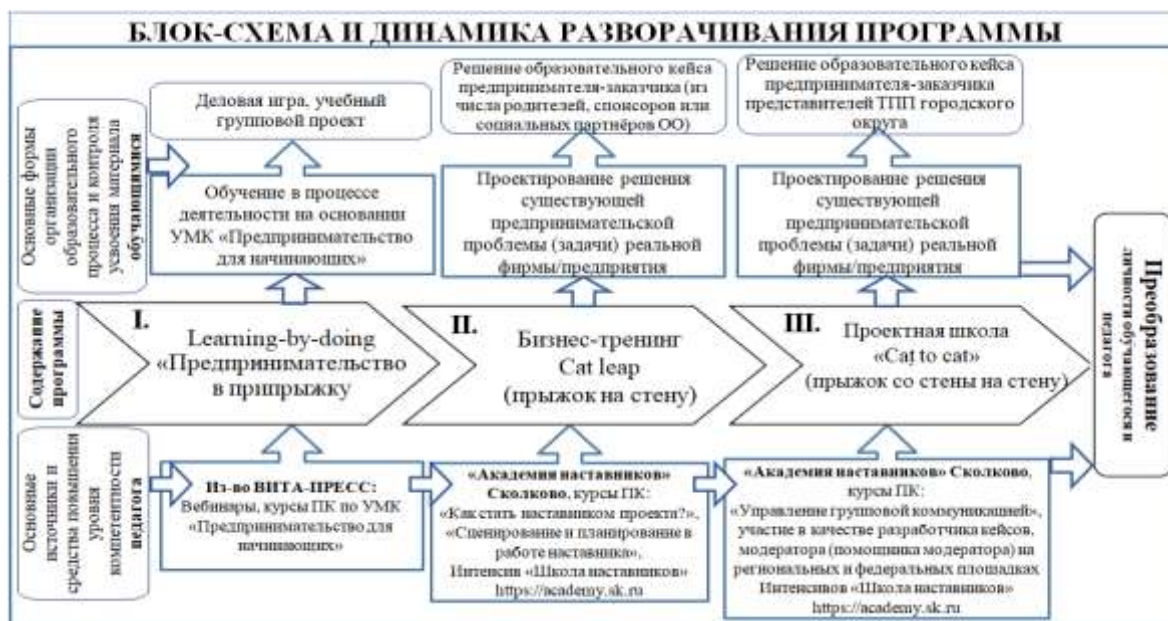 БЛОК-СХЕМА И ДИНАМИКА РАЗВОРАЧИВАНИЯ ПРОГРАММЫ
Основные формы
организации
образовательного
процесса и контроля
усвоения материала
обучающимися
Деловая игра, учебный
групповой проект
Решение образовательного кейса
предпринимателя-заказчика (из
числа родителей, спонсоров или
социальных партнёров ОО)
Решение образовательного кейса
предпринимателя-заказчика
представителей ТПП городского
округа
Обучение в процессе
деятельности на основании
УМК «Предпринимательство
для начинающих»
Проектирование решения
существующей
предпринимательской
проблемы (задачи) реальной
фирмы/предприятия
Проектирование решения
существующей
предпринимательской
проблемы (задачи) реальной
фирмы/предприятия
Содержание
программы
I.
Learning-by-doing
«Предпринимательство
в припрыжку
II.
Бизнес-тренинг
Cat leap
(прыжок на стену)
III.
Проектная школа
«Cat to cat»
(прыжок со стены на стену)
Преобразование
личности обучающегося и
педагога
Основные
источники и
средства повышения
уровня
компетентности
педагога
Из-во ВИТА-ПРЕСС:
Вебинары, курсы ПК по УМК
«Предпринимательство для
начинающих»
«Академия наставников»
Сколково, курсы ПК:
«Как стать наставником проекта?»,
«Сценирование и планирование в
работе наставника»,
Интенсив «Школа наставников»
https://academy.sk.ru
«Академия наставников» Сколково,
курсы ПК:
«Управление групповой коммуникацией»,
участие в качестве разработчика кейсов,
модератора (помощника модератора) на
региональных и федеральных площадках
Интенсивов «Школа наставников»
https://academy.sk.ru